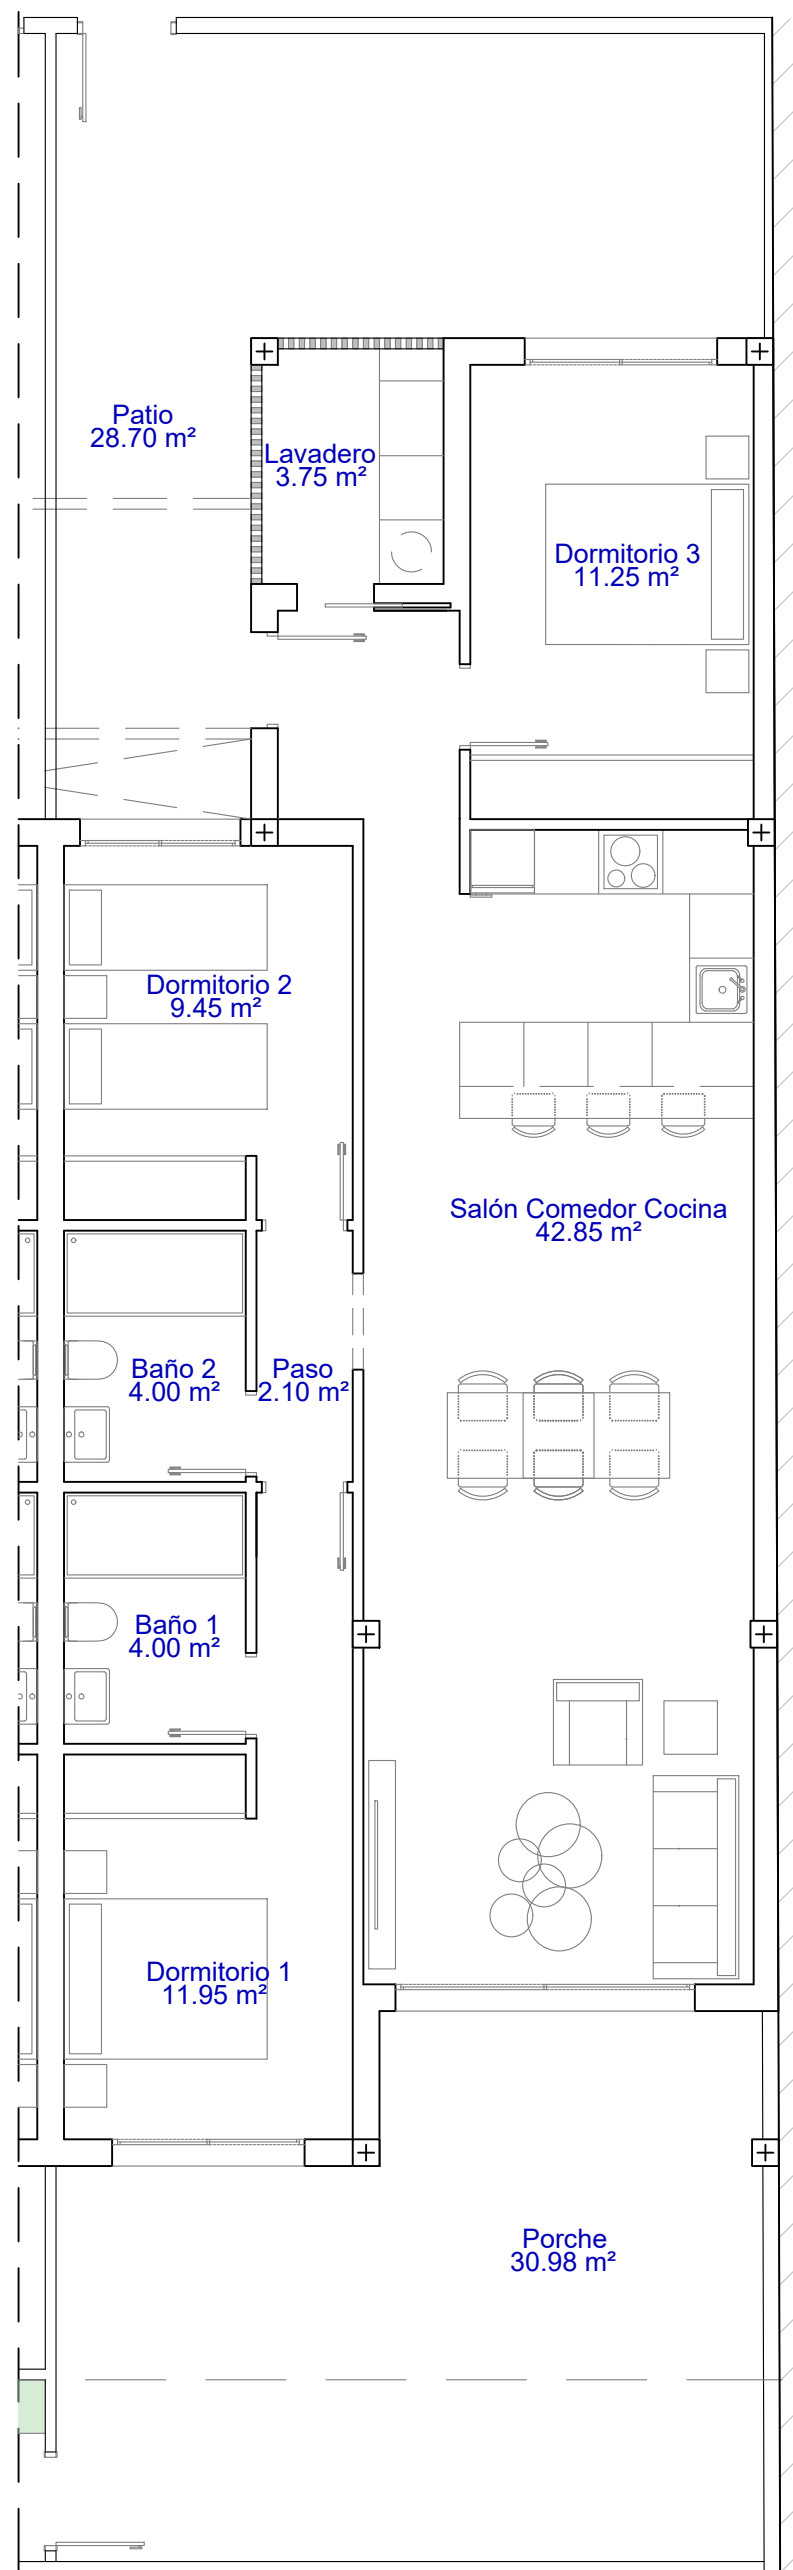 Patio
28.70 m²
Lavadero
3.75 m²
Dormitorio 3
11.25 m²
Dormitorio 2
9.45 m²
Salón Comedor Cocina
42.85 m²
Baño 2
4.00 m²
Paso
2.10 m²
Baño 1
4.00 m²
Dormitorio 1
11.95 m²
Porche
30.98 m²